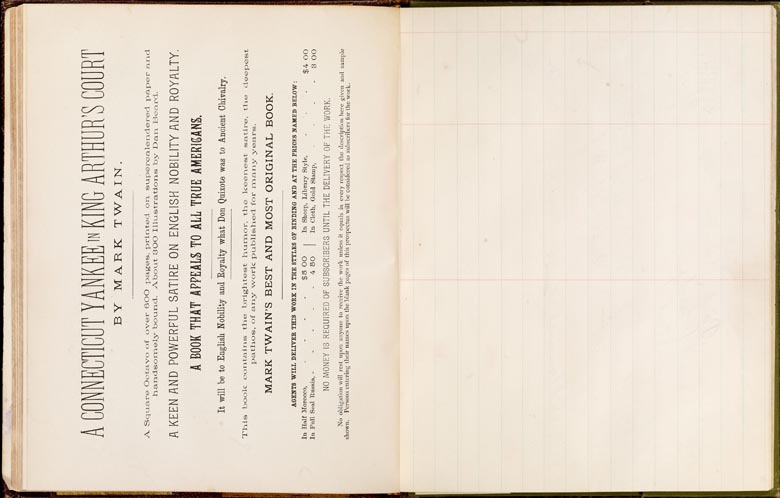 A CONNECTICUT YANKEE IN KING ARTHUR'S COURT
BY MARK TWAIN.
A Square Octavo of over 600 pages, printed on supercalendered paper and
handsomely bound. About 300 Illustrations by Dan Beard.
A KEEN AND POWERFUL SATIRE ON ENGLISH NOBILITY AND ROYALTY.
A BOOK THAT APPEALS TO ALL TRUE AMERICANS.
It will be to English Nobility and Royalty what Don Quixote was to Ancient Chivalry.
This book contains the brightest humor, the keenest satire, the deepest
pathos, of any work published for many years.
MARK TWAIN'S BEST AND MOST ORIGINAL BOOK.
AGENTS WILL DELIVER THIS WORK IN THE STYLES OF BINDING AND AT THE PRICES NAMED BELOW:
In Half Morocco, - - - - - $5 00 | In Sheep, Library Style, - - - - $4 00
In Full Seal Russia, - - - - - 4 50 | In Cloth, Gold Stamp, - - - - 3 00
NO MONEY IS REQUIRED OF SUBSCRIBERS UNTIL THE DELIVERY OF THE WORK.
No obligation will rest upon anyone to receive the work unless it equals in every respect the description here given and sample
shown. Persons entering their names upon the blank pages of this prospectus will be considered as subscribers for the work.